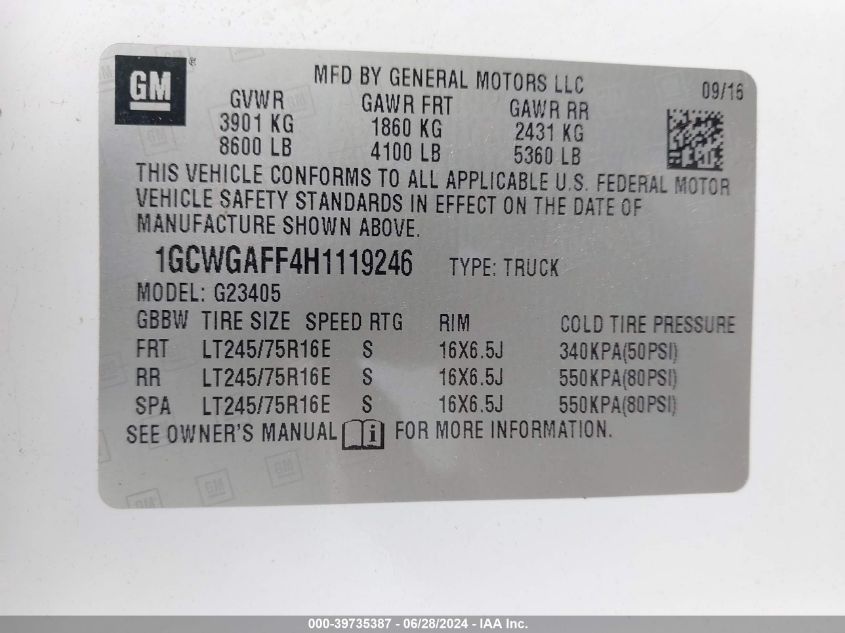 GM
MFD BY GENERAL MOTORS LLC
09/16
GVWR GAWR FRT GAWR RR
3901 KG 1860 KG 2431 KG
8600 LB 4100 LB 5360 LB
THIS VEHICLE CONFORMS TO ALL APPLICABLE U.S. FEDERAL MOTOR
VEHICLE SAFETY STANDARDS IN EFFECT ON THE DATE OF
MANUFACTURE SHOWN ABOVE.
1GCWGAFF4H1119246 TYPE: TRUCK
MODEL: G23405
GBBW TIRE SIZE SPEED RTG RIM COLD TIRE PRESSURE
FRT LT245/75R16E S 16X6.5J 340KPA(50PSI)
RR LT245/75R16E S 16X6.5J 550KPA(80PSI)
SPA LT245/75R16E S 16X6.5J 550KPA(80PSI)
SEE OWNER'S MANUAL i FOR MORE INFORMATION.
GM GM GM GM
000-39735387 - 06/28/2024 - IAA Inc.